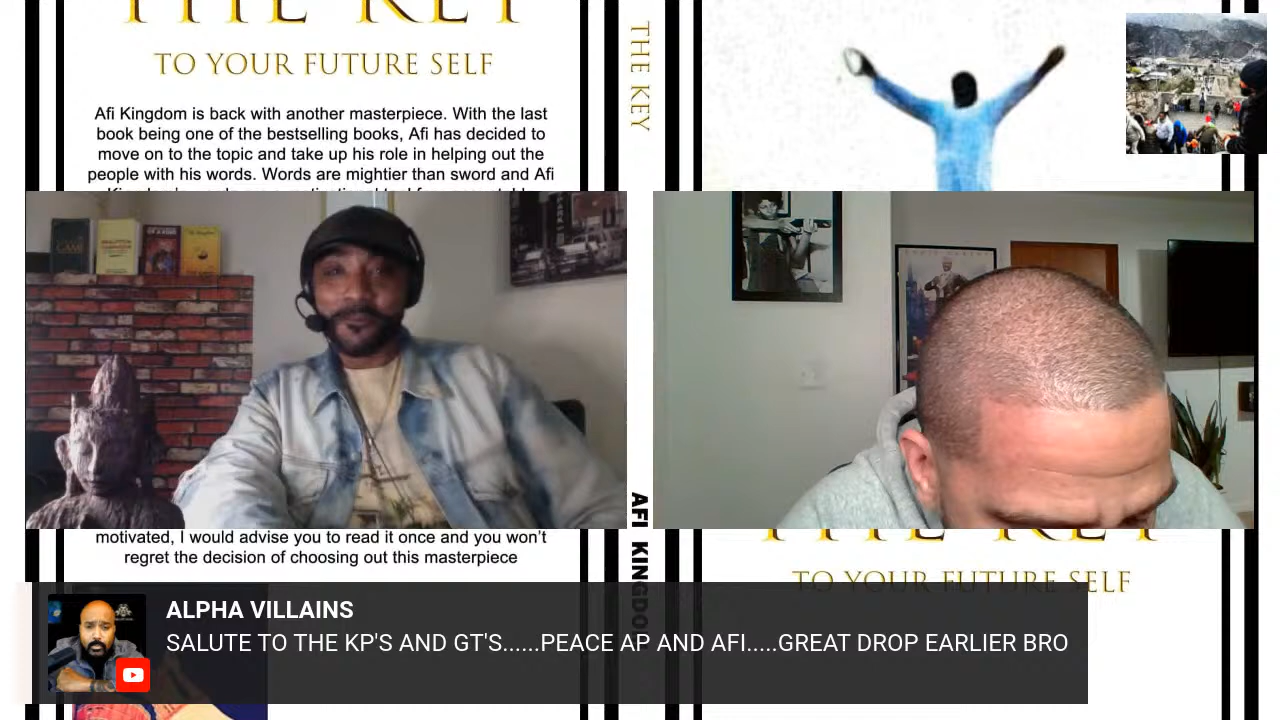 THE KEY
TO YOUR FUTURE SELF
Afi Kingdom is back with another masterpiece. With the last
book being one of the bestselling books, Afi has decided to
move on to the topic and take up his role in helping out the
people with his words. Words are mightier than sword and Afi
motivated, I would advise you to read it once and you won't
regret the decision of choosing out this masterpiece
THE KEY
AFI KINGDO
THE KEY
TO YOUR FUTURE SELF
ALPHA VILLAINS
SALUTE TO THE KP'S AND GT'S......PEACE AP AND AFI.....GREAT DROP EARLIER BRO